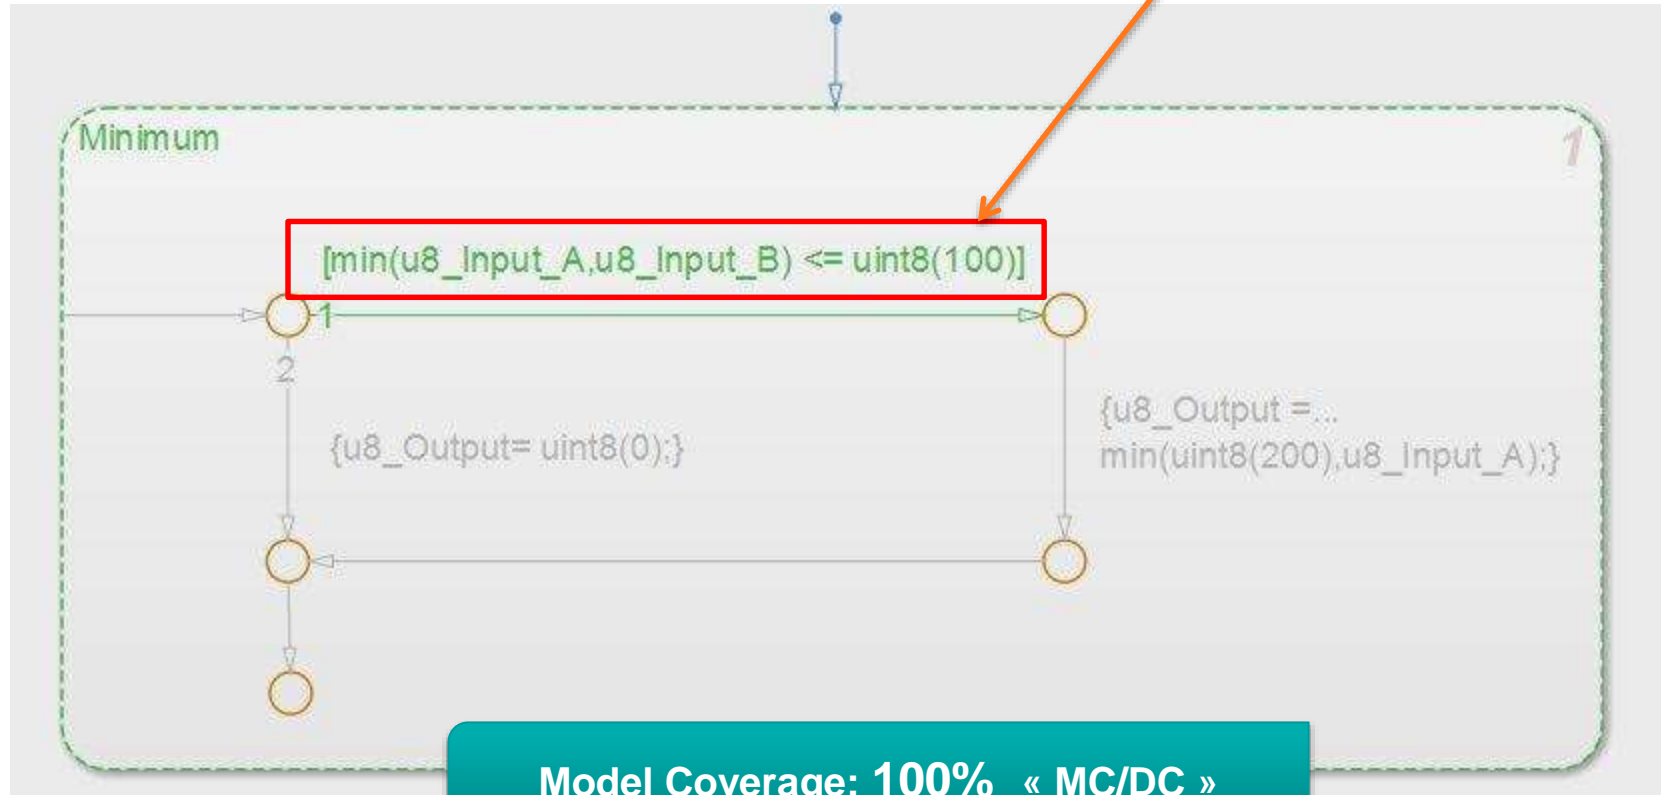 Minimum
1
[min(u8_Input_A,u8_Input_B) <= uint8(100)]
1
2
{u8_Output =...
min(uint8(200),u8_Input_A);}
{u8_Output= uint8(0);}
Model Coverage: 100% « MC/DC »